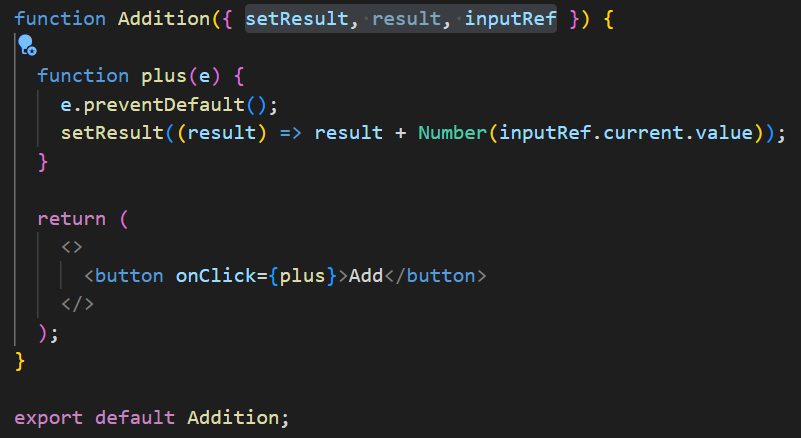 function Addition({ setResult, result, inputRef }) {
function plus(e) {
e.preventDefault();
setResult((result) => result + Number(inputRef.current.value));
}
return (
<>
<button onClick={plus}>Add</button>
</>
);
}
export default Addition;